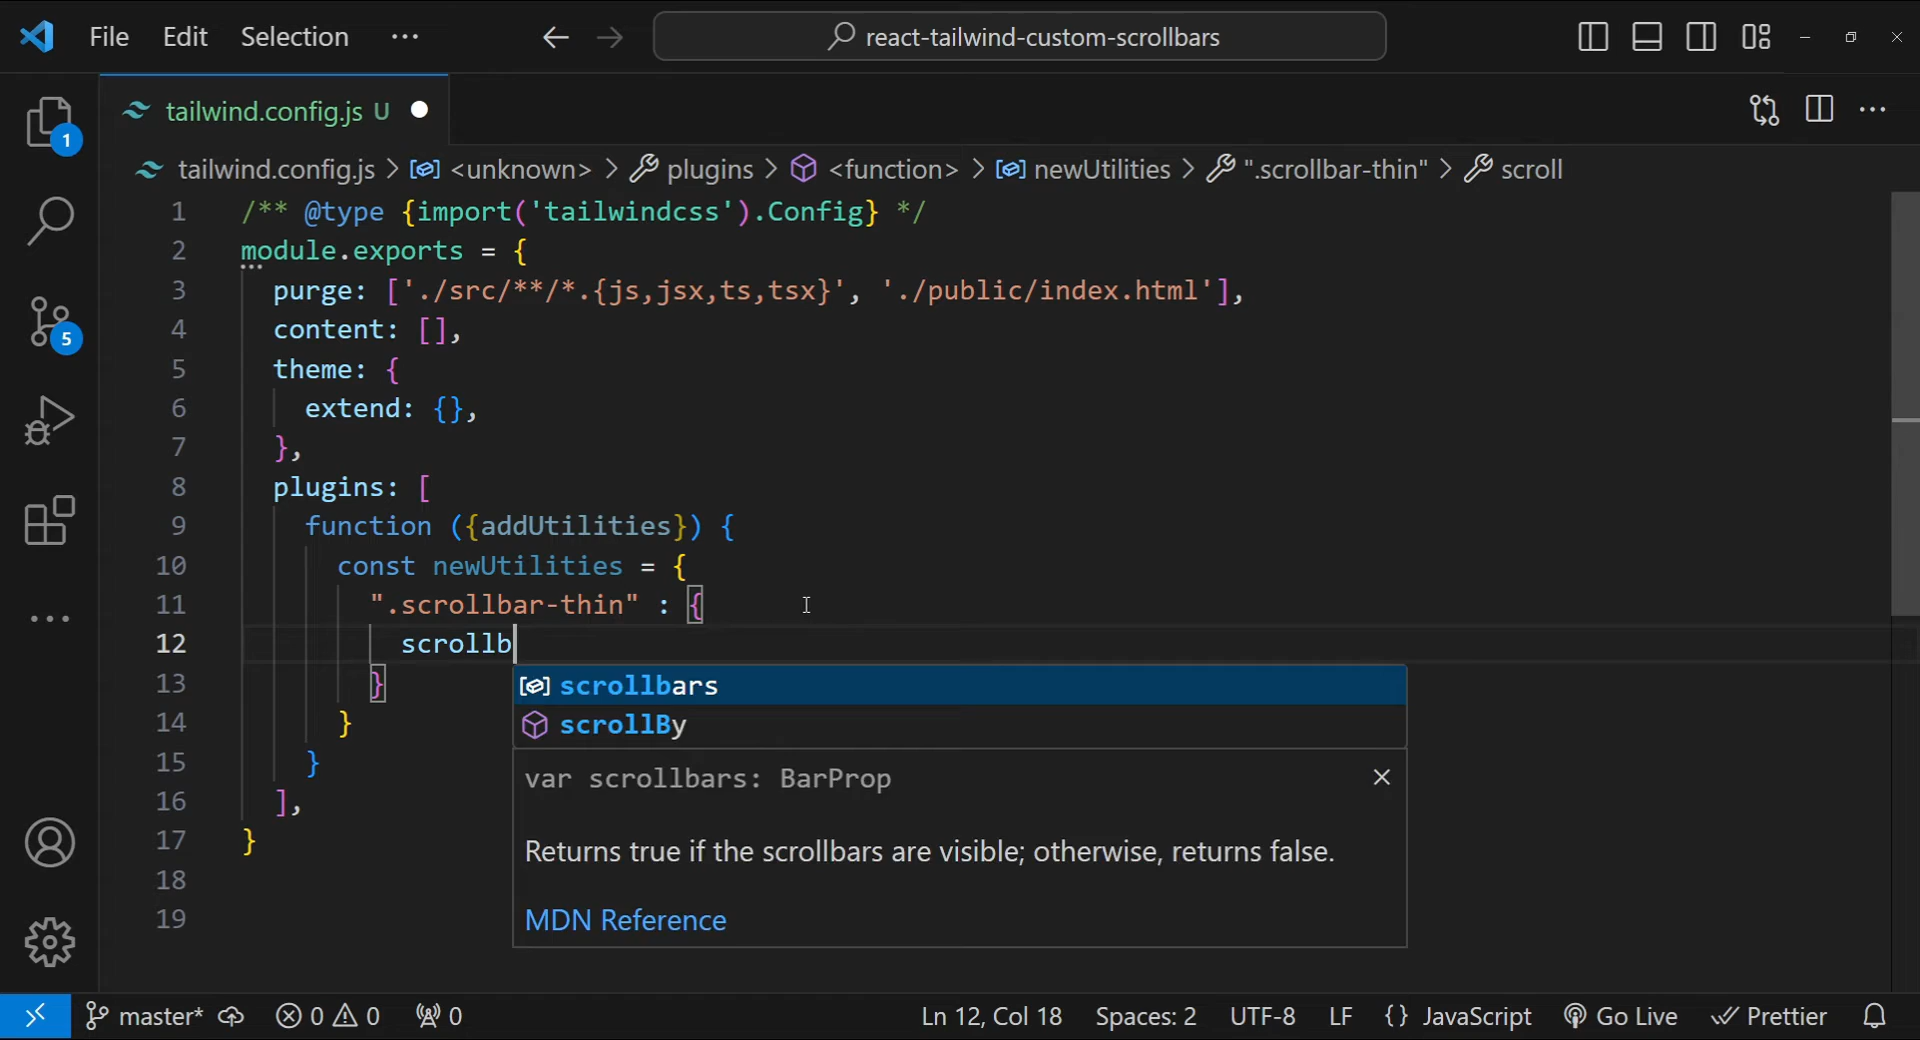 File Edit Selection ··· react-tailwind-custom-scrollbars
tailwind.config.js U
tailwind.config.js > <unknown> > plugins > <function> > newUtilities > ".scrollbar-thin" > scroll
1
5
1 /** @type {import('tailwindcss').Config} */
2 module.exports = {
3 purge: ['./src/**/*.{js,jsx,ts,tsx}', './public/index.html'],
4 content: [],
5 theme: {
6 extend: {},
7 },
8 plugins: [
9 function ({addUtilities}) {
10 const newUtilities = {
11 ".scrollbar-thin" : {
12 scrollb
13 }
14 }
15 }
16 ],
17 }
18
19
scrollbars
scrollBy
var scrollbars: BarProp
Returns true if the scrollbars are visible; otherwise, returns false.
MDN Reference
master* 0 0 0 Ln 12, Col 18 Spaces: 2 UTF-8 LF {} JavaScript Go Live Prettier